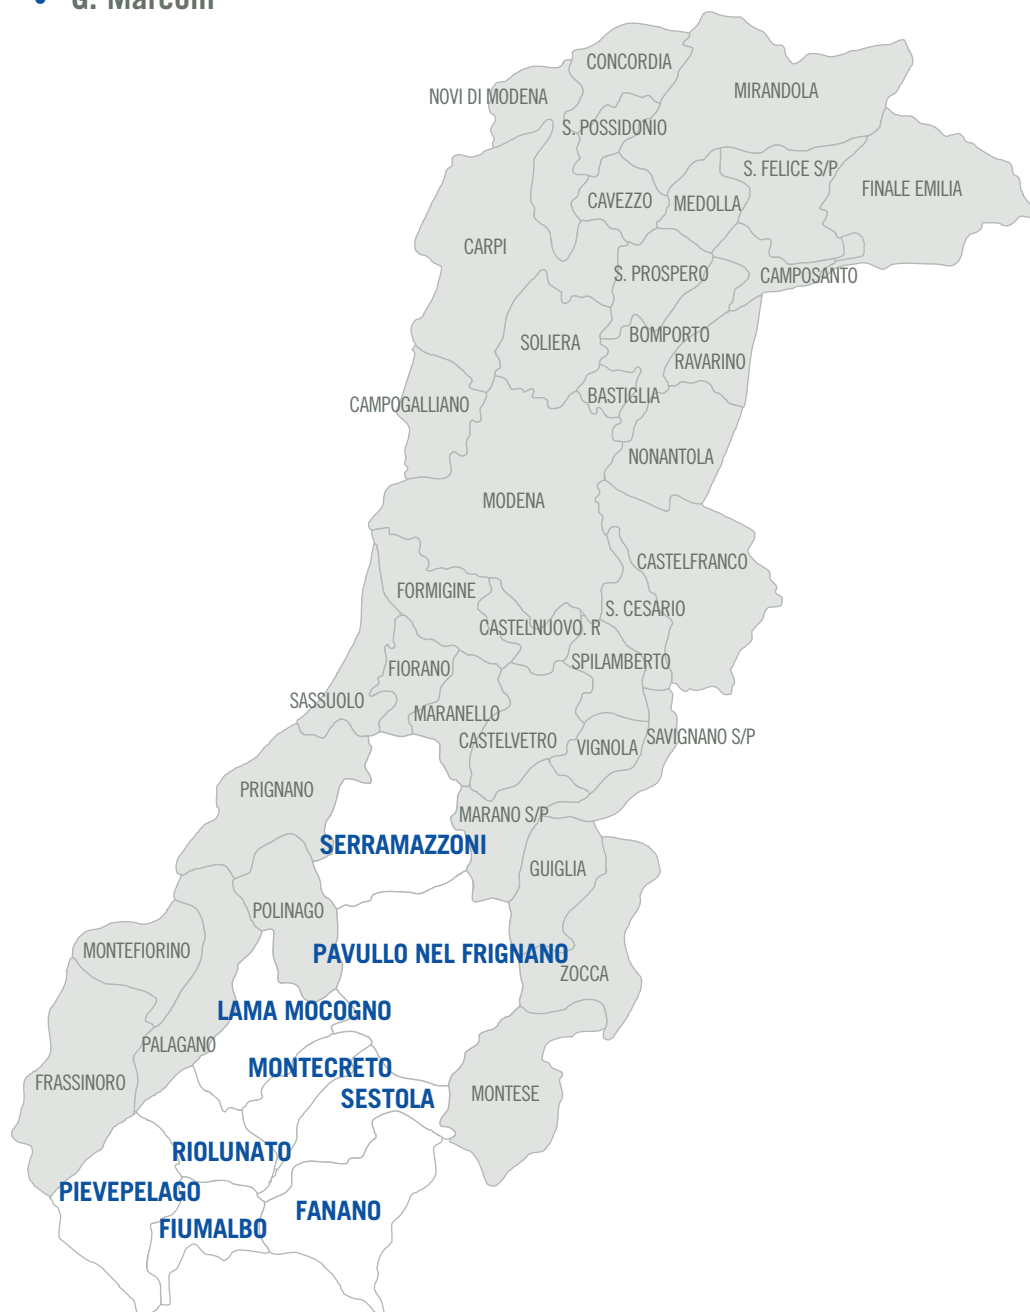 • G. Marconi
CONCORDIA
MIRANDOLA
NOVI DI MODENA
S. POSSIDONIO
S. FELICE S/P
FINALE EMILIA
CAVEZZO
MEDOLLA
CARPI
S. PROSPERO
CAMPOSANTO
SOLIERA
BOMPORTO
RAVARINO
BASTIGLIA
CAMPOGALLIANO
NONANTOLA
MODENA
CASTELFRANCO
FORMIGINE
S. CESARIO
CASTELNUOVO. R
SPILAMBERTO
FIORANO
SASSUOLO
MARANELLO
CASTELVETRO
VIGNOLA
SAVIGNANO S/P
PRIGNANO
MARANO S/P
SERRAMAZZONI
GUIGLIA
POLINAGO
MONTEFIORINO
PAVULLO NEL FRIGNANO
ZOCCA
LAMA MOCOGNO
PALAGANO
MONTECRETO
FRASSINORO
SESTOLA
MONTESE
RIOLUNATO
PIEVEPELAGO
FANANO
FIUMALBO